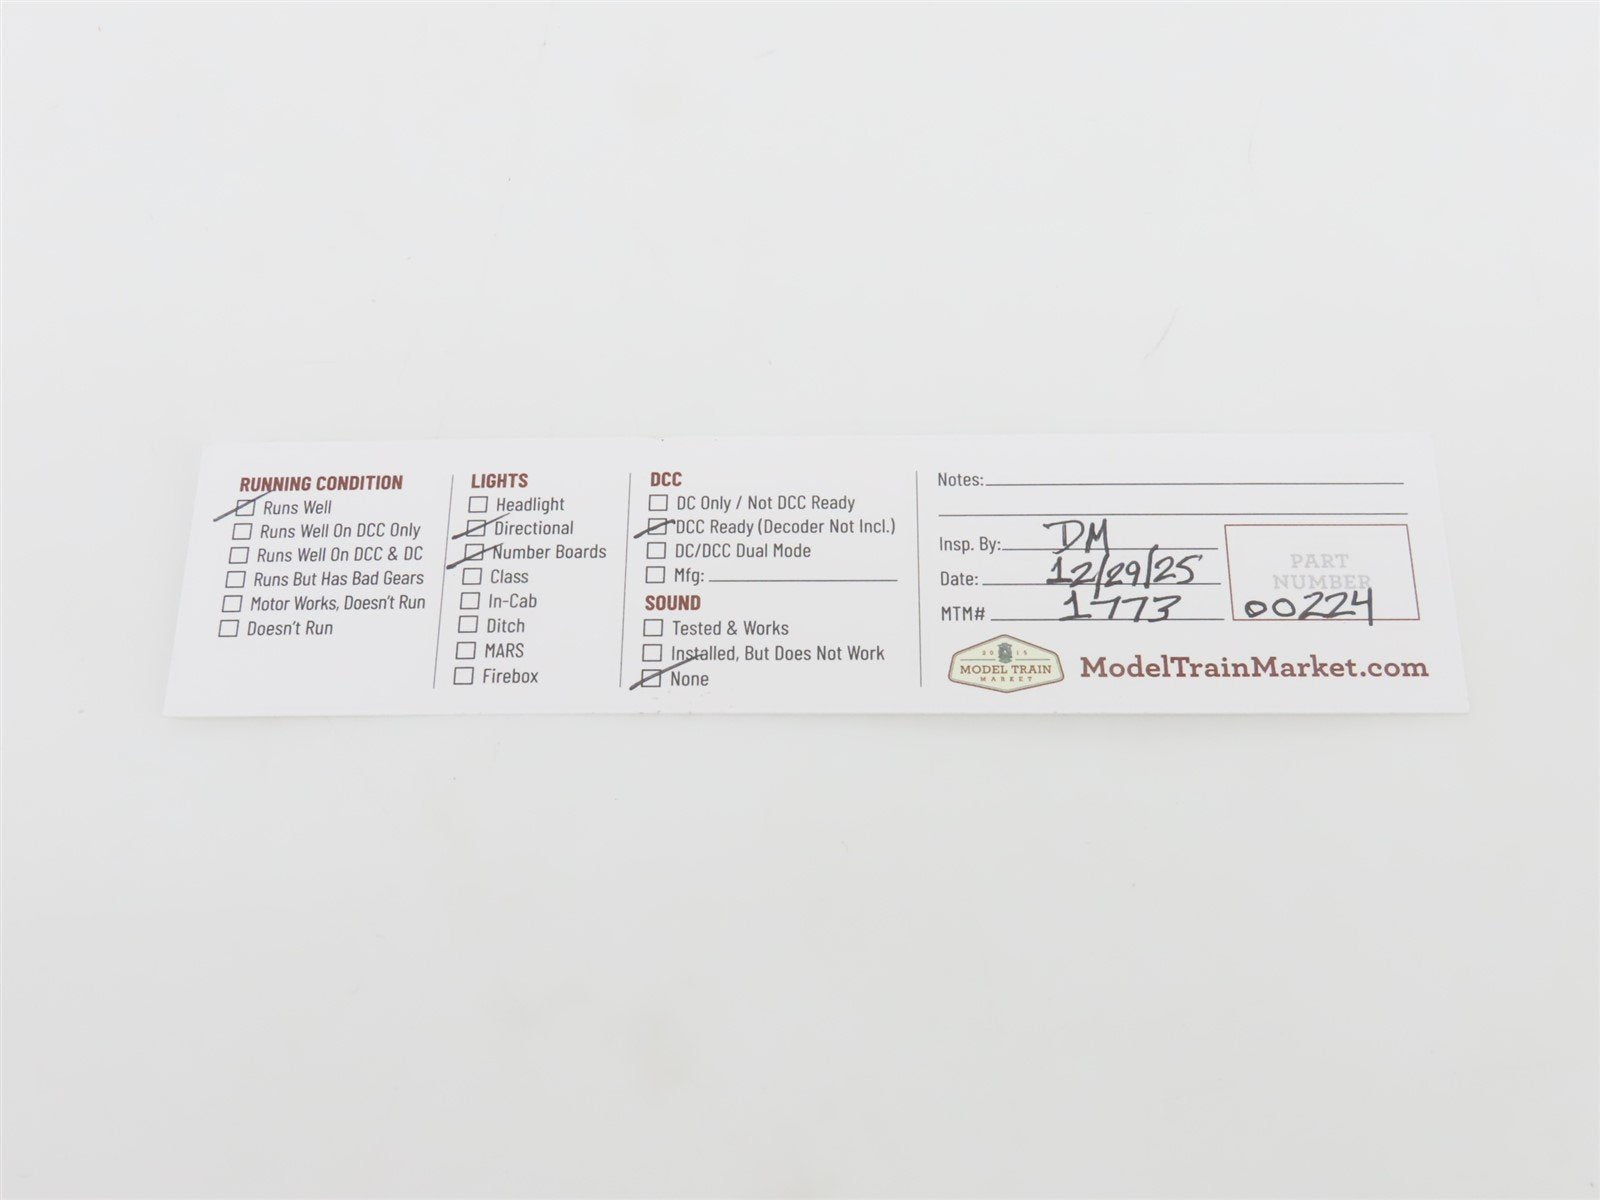 RUNNING CONDITION
Runs Well
Runs Well On DCC Only
Runs Well On DCC & DC
Runs But Has Bad Gears
Motor Works, Doesn't Run
Doesn't Run
LIGHTS
Headlight
Directional
Number Boards
Class
In-Cab
Ditch
MARS
Firebox
DCC
DC Only / Not DCC Ready
DCC Ready (Decoder Not Incl.)
DC/DCC Dual Mode
Mfg:
SOUND
Tested & Works
Installed, But Does Not Work
None
Notes:
Insp. By: DM
Date: 12/29/25
MTM# 1773
PART
NUMBER
00224
2015
MODEL TRAIN
MARKET
ModelTrainMarket.com